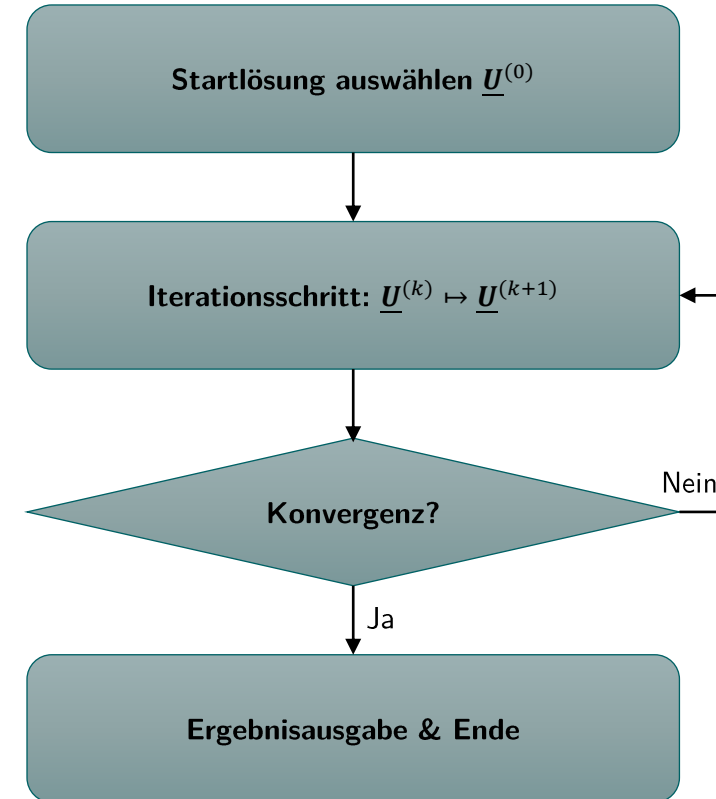 Startlösung auswählen U^(0)
Iterationsschritt: U^(k) ↦ U^(k+1)
Nein
Konvergenz?
Ja
Ergebnisausgabe & Ende